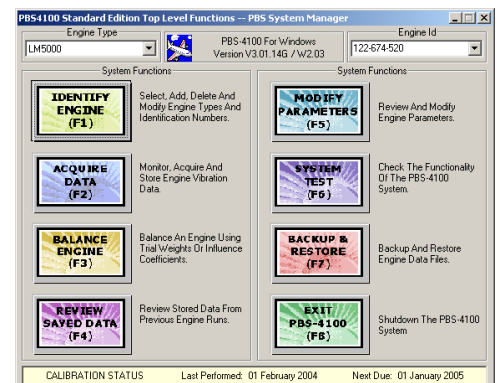 PBS4100 Standard Edition Top Level Functions -- PBS System Manager
Engine Type
LM5000
PBS-4100 For Windows
Version V3.01.14G / W2.03
Engine Id
122-674-520
System Functions
IDENTIFY
ENGINE
(F1)
Select, Add, Delete And
Modify Engine Types And
Identification Numbers.
ACQUIRE
DATA
(F2)
Monitor, Acquire And
Store Engine Vibration
Data.
BALANCE
ENGINE
(F3)
Balance An Engine Using
Trial Weights Or Influence
Coefficients.
REVIEW
SAVED DATA
(F4)
Review Stored Data From
Previous Engine Runs.
System Functions
MODIFY
PARAMETERS
(F5)
Review And Modify
Engine Parameters.
SYSTEM
TEST
(F6)
Check The Functionality
Of The PBS-4100
System.
BACKUP &
RESTORE
(F7)
Backup And Restore
Engine Data Files.
EXIT
PBS-4100
(F8)
Shutdown The PBS-4100
System
CALIBRATION STATUS Last Performed: 01 February 2004 Next Due: 01 January 2005